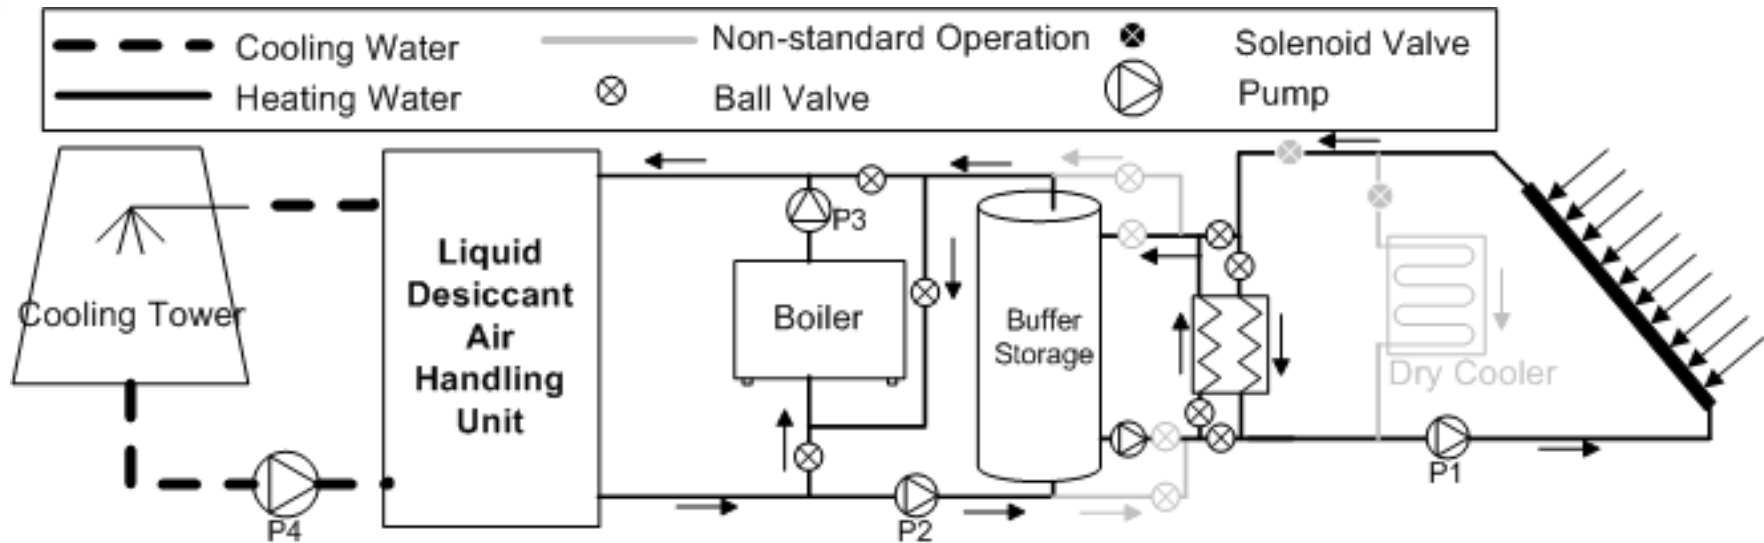 Cooling Water
Non-standard Operation
Solenoid Valve
Heating Water
Ball Valve
Pump
Cooling Tower
P4
Liquid
Desiccant
Air
Handling
Unit
P3
Boiler
P2
Buffer
Storage
Dry Cooler
P1